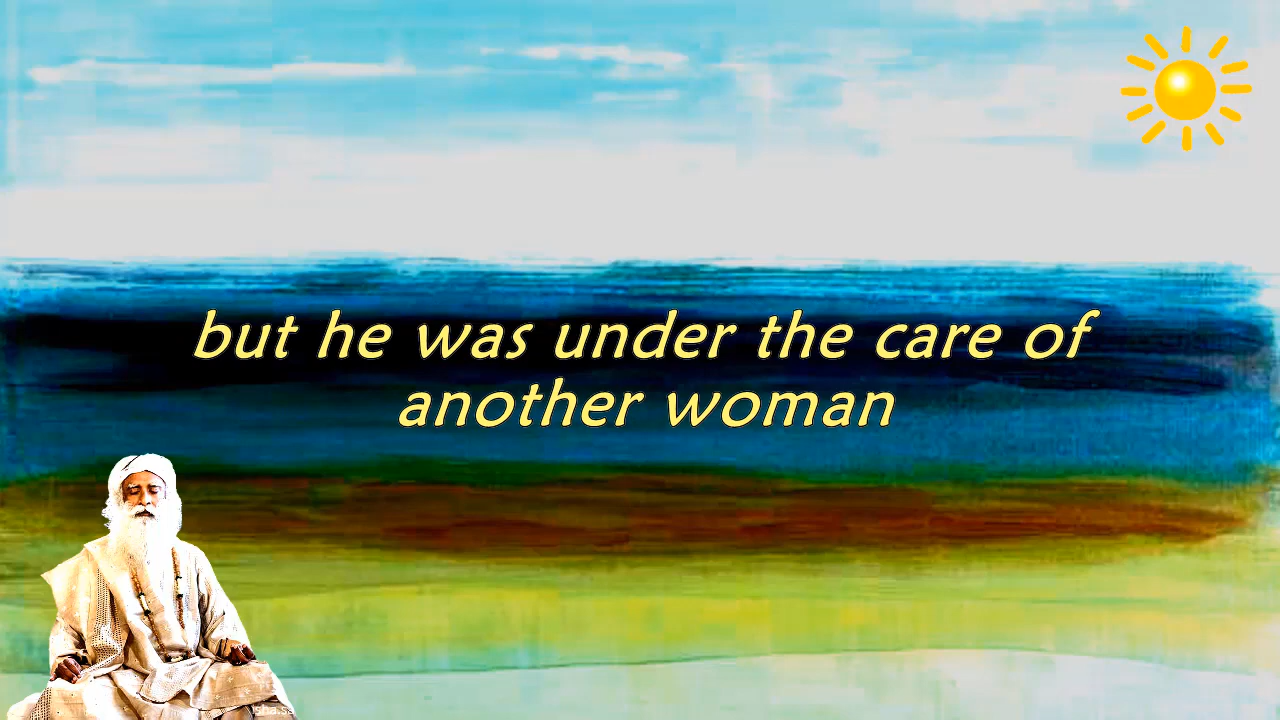 but he was under the care of
another woman